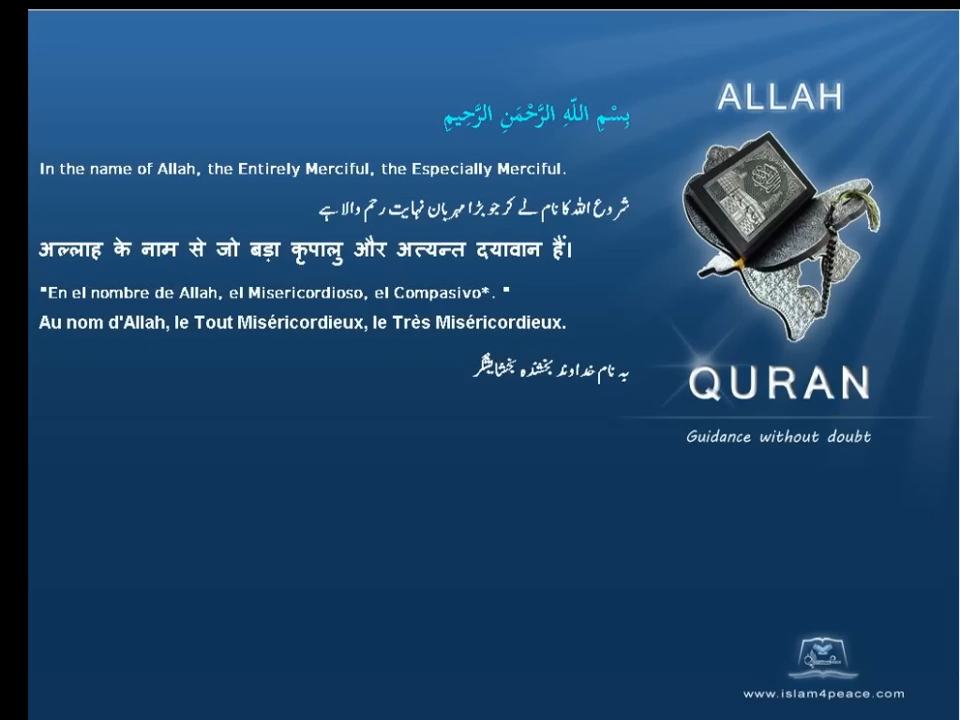 بِسْمِ اللّهِ الرَّحْمَنِ الرَّحِيمِ
In the name of Allah, the Entirely Merciful, the Especially Merciful.
شروع اللہ کا نام لے کر جو بڑا مہربان نہایت رحم والا ہے
अल्लाह के नाम से जो बड़ा कृपालु और अत्यन्त दयावान हैं।
"En el nombre de Allah, el Misericordioso, el Compasivo*. "
Au nom d'Allah, le Tout Miséricordieux, le Très Miséricordieux.
به نام خداوند بخشنده بخشایشگر
ALLAH
QURAN
Guidance without doubt
www.islam4peace.com